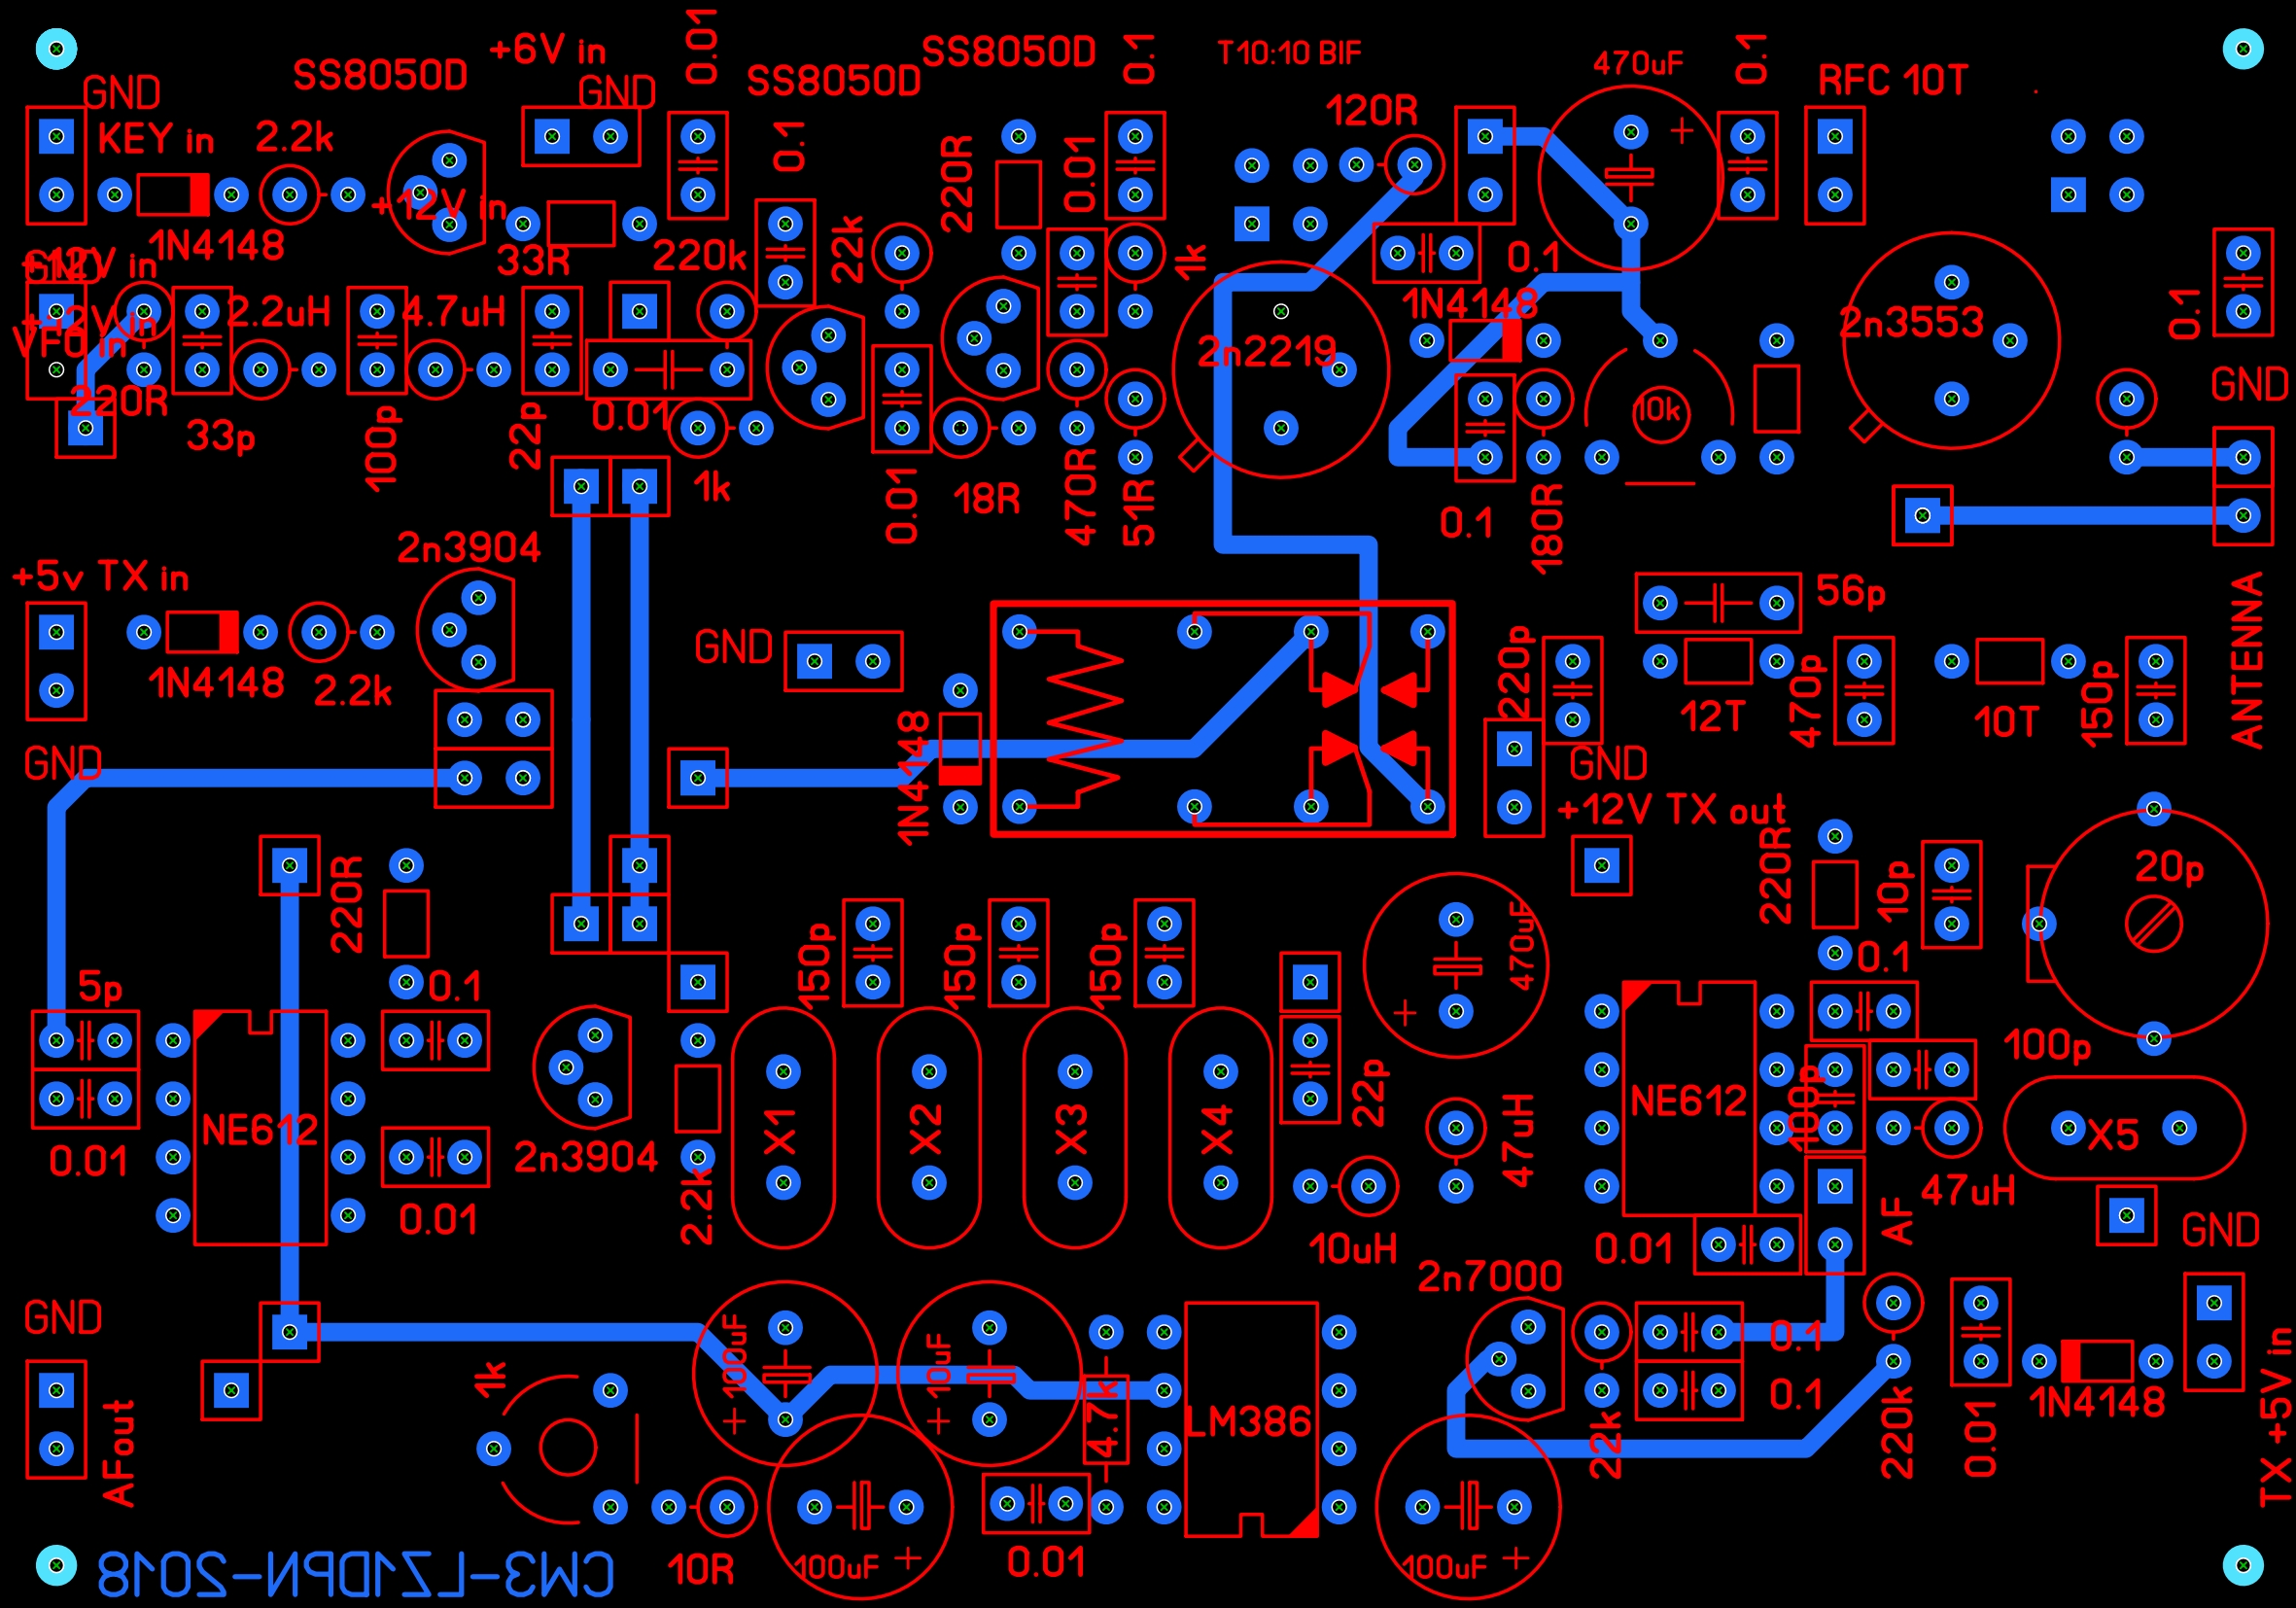 GND
KEY in
SS8050D
2.2k
+6V in
GND
0.01
SS8050D
SS8050D
0.1
0.1
T10:10 BIF
470uF
0.1
RFC 10T
120R
220R
0.01
1N4148
+12V in
33R
220k
22k
1k
0.1
1N4148
2n3553
0.1
GND
+12V in
+12V in
VFO in
220R
2.2uH
4.7uH
33p
100p
22p
0.01
1k
0.01
18R
470R
51R
2n2219
10k
0.1
180R
GND
2n3904
+5v TX in
1N4148
2.2k
GND
GND
1N4148
220p
56p
12T
470p
10T
150p
ANTENNA
GND
+12V TX out
220R
10p
20p
220R
5p
0.1
150p
150p
150p
470uF
0.1
100p
NE612
0.01
0.01
2n3904
2.2k
X1
X2
X3
X4
22p
47uH
10uH
NE612
100p
X5
47uH
AF
0.01
GND
2n7000
GND
AFout
1k
100uF
10uF
4.7k
LM386
22k
0.1
0.1
220k
0.01
1N4148
TX +5V in
10R
100uF
0.01
100uF
CW3-LZ1DPN-2018